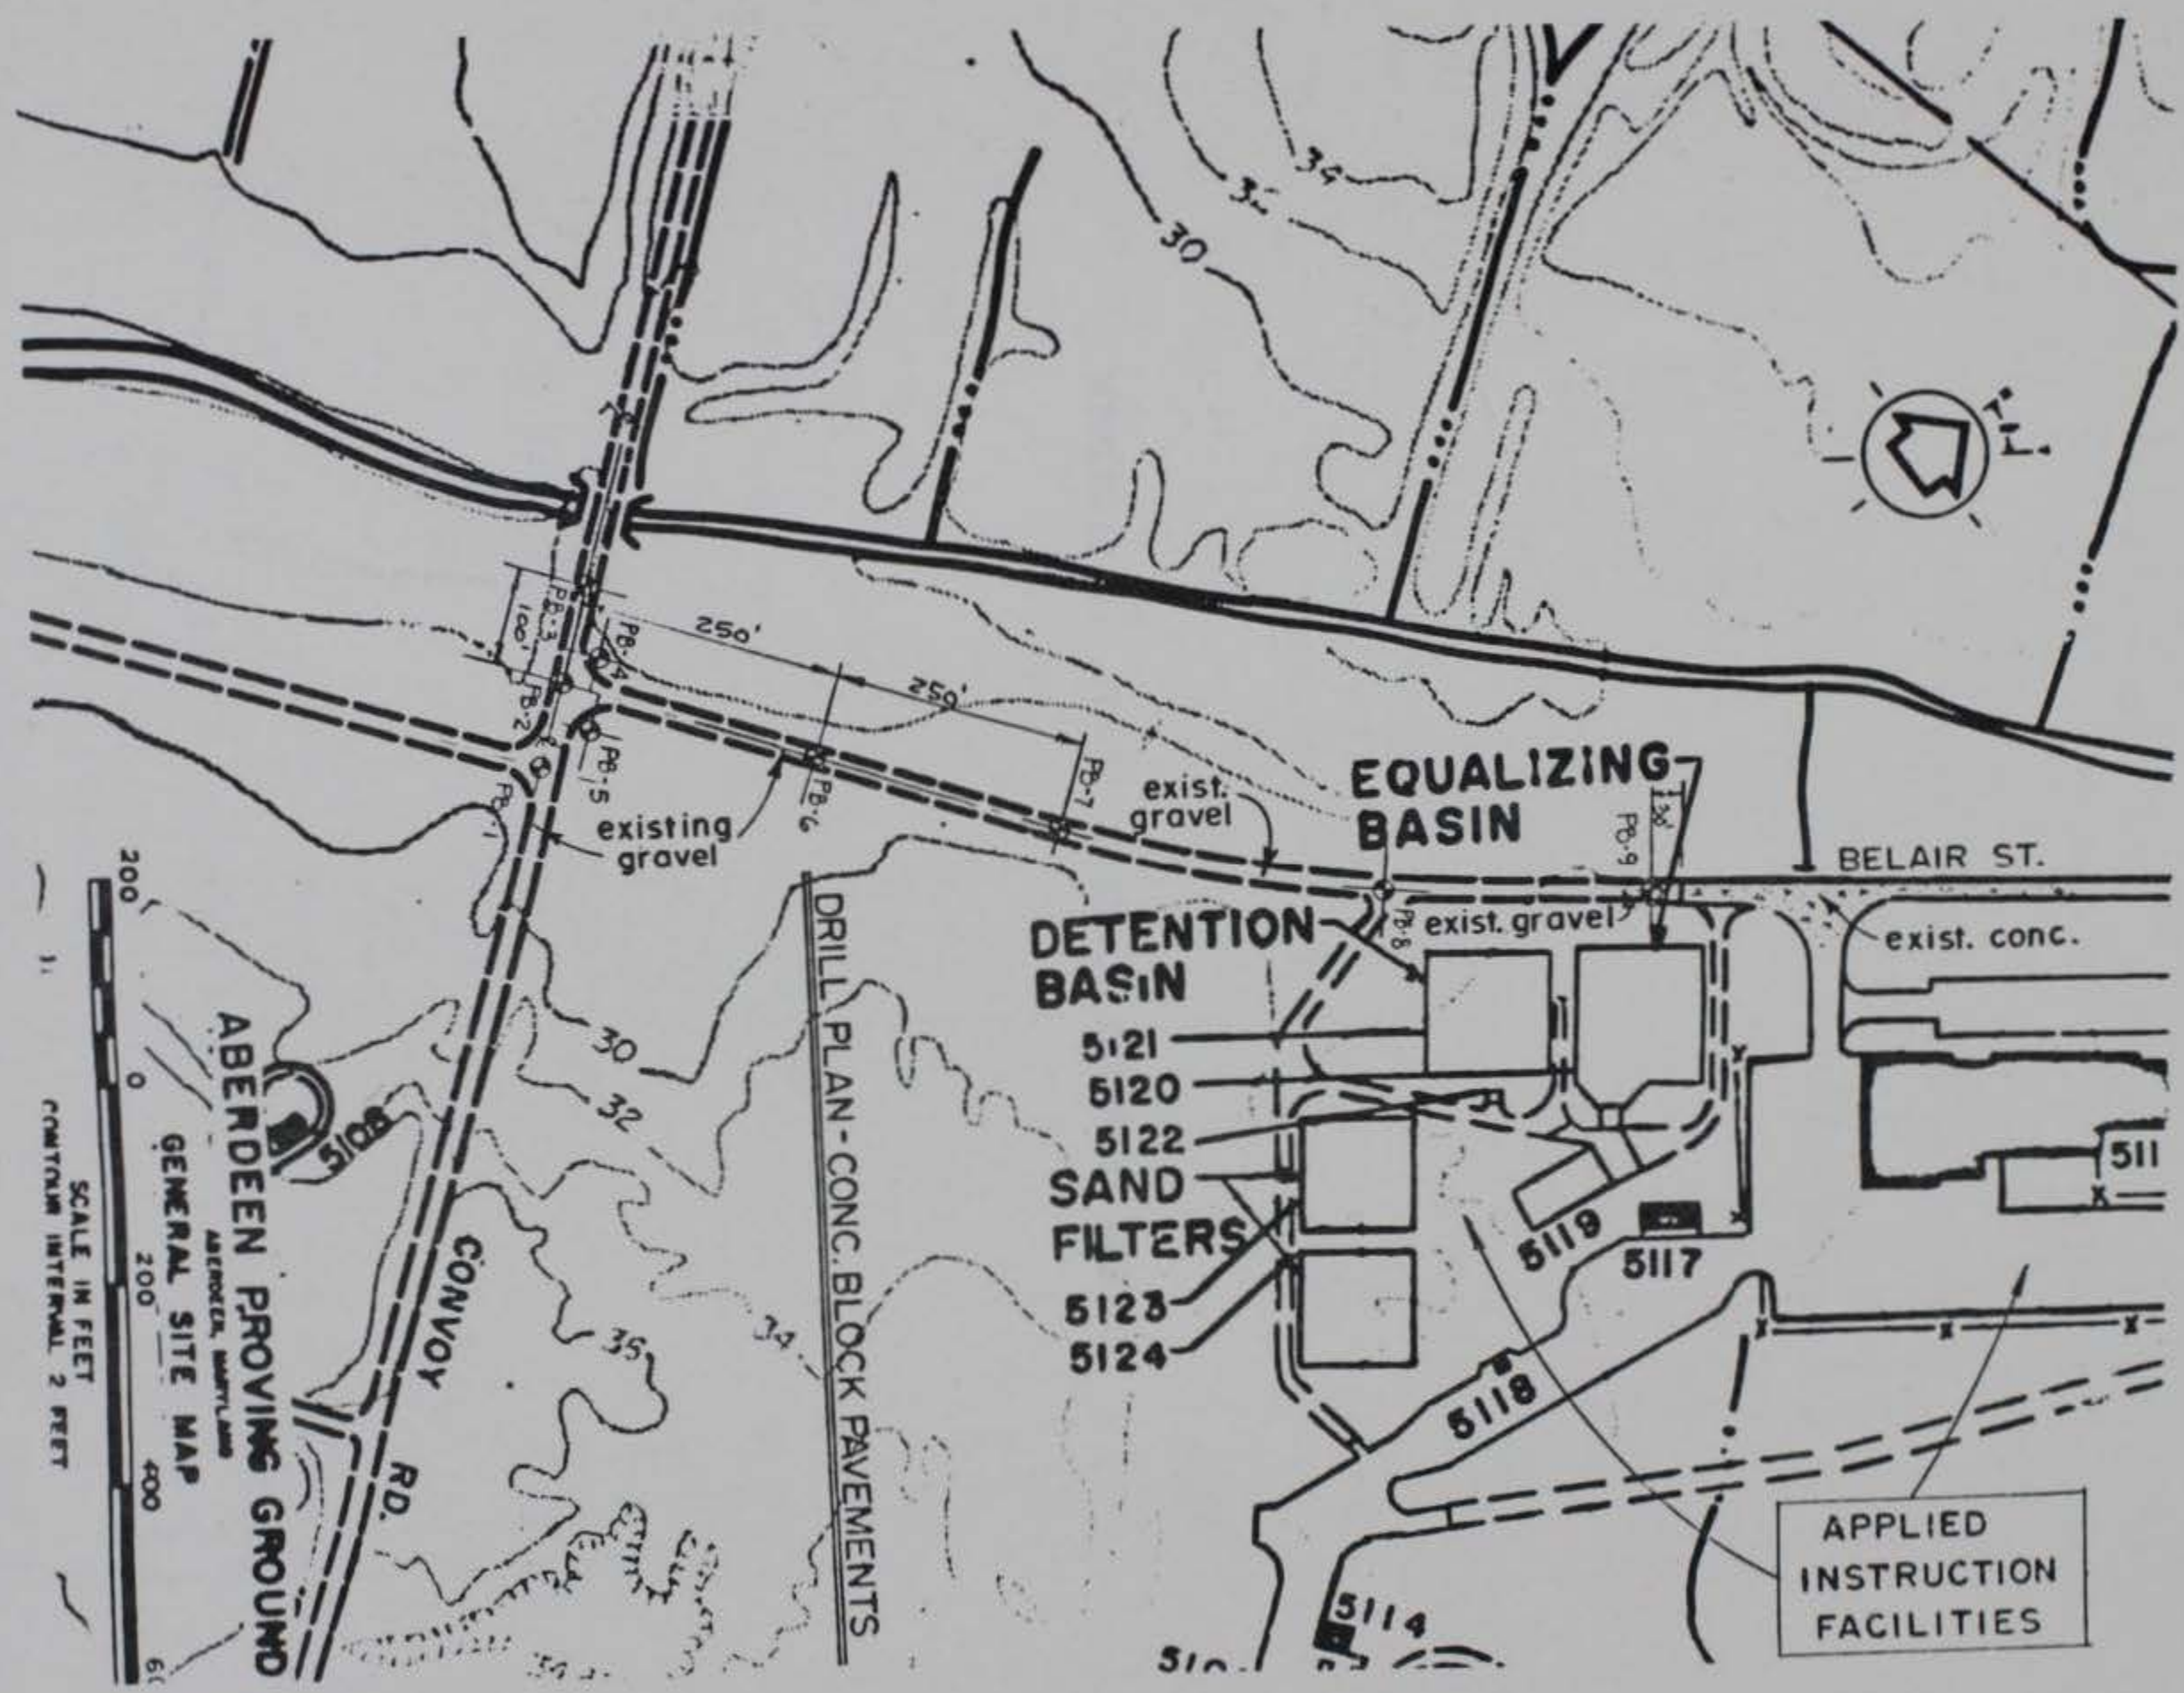 34
32
30
250'
250'
100'
PB-3
PB-4
PB-2
PB-1
PB-5
PB-6
PB-7
existing
gravel
exist.
gravel
EQUALIZING
BASIN
PB-9
130'
BELAIR ST.
PB-8
exist. gravel
exist. conc.
DETENTION
BASIN
5121
5120
5122
SAND
FILTERS
5123
5124
5119
5117
5118
5114
511
APPLIED
INSTRUCTION
FACILITIES
30
32
34
5108
CONVOY
RD.
DRILL PLAN-CONC. BLOCK PAVEMENTS
ABERDEEN PROVING GROUND
ABERDEEN, MARYLAND
GENERAL SITE MAP
200 0 200 400
SCALE IN FEET
CONTOUR INTERVAL 2 FEET